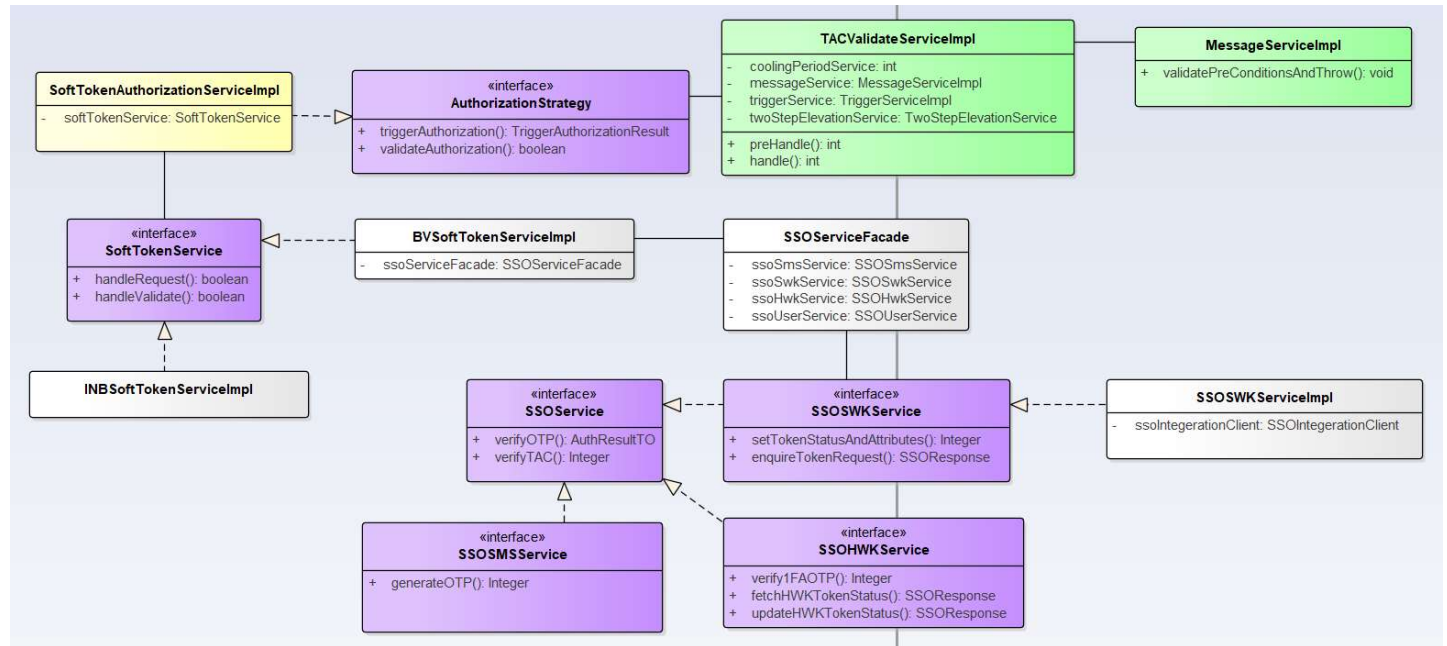 TACValidateServiceImpl
- coolingPeriodService: int
- messageService: MessageServiceImpl
- triggerService: TriggerServiceImpl
- twoStepElevationService: TwoStepElevationService
+ preHandle(): int
+ handle(): int
MessageServiceImpl
+ validatePreConditionsAndThrow(): void
SoftTokenAuthorizationServiceImpl
- softTokenService: SoftTokenService
«interface»
AuthorizationStrategy
+ triggerAuthorization(): TriggerAuthorizationResult
+ validateAuthorization(): boolean
«interface»
SoftTokenService
+ handleRequest(): boolean
+ handleValidate(): boolean
BVSoftTokenServiceImpl
- ssoServiceFacade: SSOServiceFacade
SSOServiceFacade
- ssoSmsService: SSOSmsService
- ssoSwkService: SSOSwkService
- ssoHwkService: SSOHwkService
- ssoUserService: SSOUserService
INBSoftTokenServiceImpl
«interface»
SSOService
+ verifyOTP(): AuthResultTO
+ verifyTAC(): Integer
«interface»
SSOSWKService
+ setTokenStatusAndAttributes(): Integer
+ enquireTokenRequest(): SSOResponse
SSOSWKServiceImpl
- ssoIntegerationClient: SSOIntegerationClient
«interface»
SSOSMSService
+ generateOTP(): Integer
«interface»
SSOHWKService
+ verify1FAOTP(): Integer
+ fetchHWKTokenStatus(): SSOResponse
+ updateHWKTokenStatus(): SSOResponse